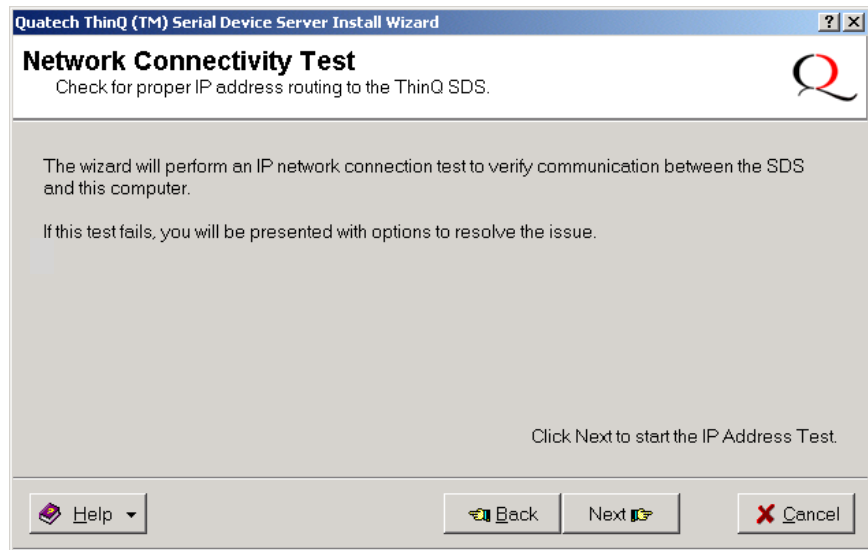 Quatech ThinQ (TM) Serial Device Server Install Wizard
Network Connectivity Test
Check for proper IP address routing to the ThinQ SDS.
The wizard will perform an IP network connection test to verify communication between the SDS
and this computer.
If this test fails, you will be presented with options to resolve the issue.
Click Next to start the IP Address Test.
Help
Back
Next
Cancel